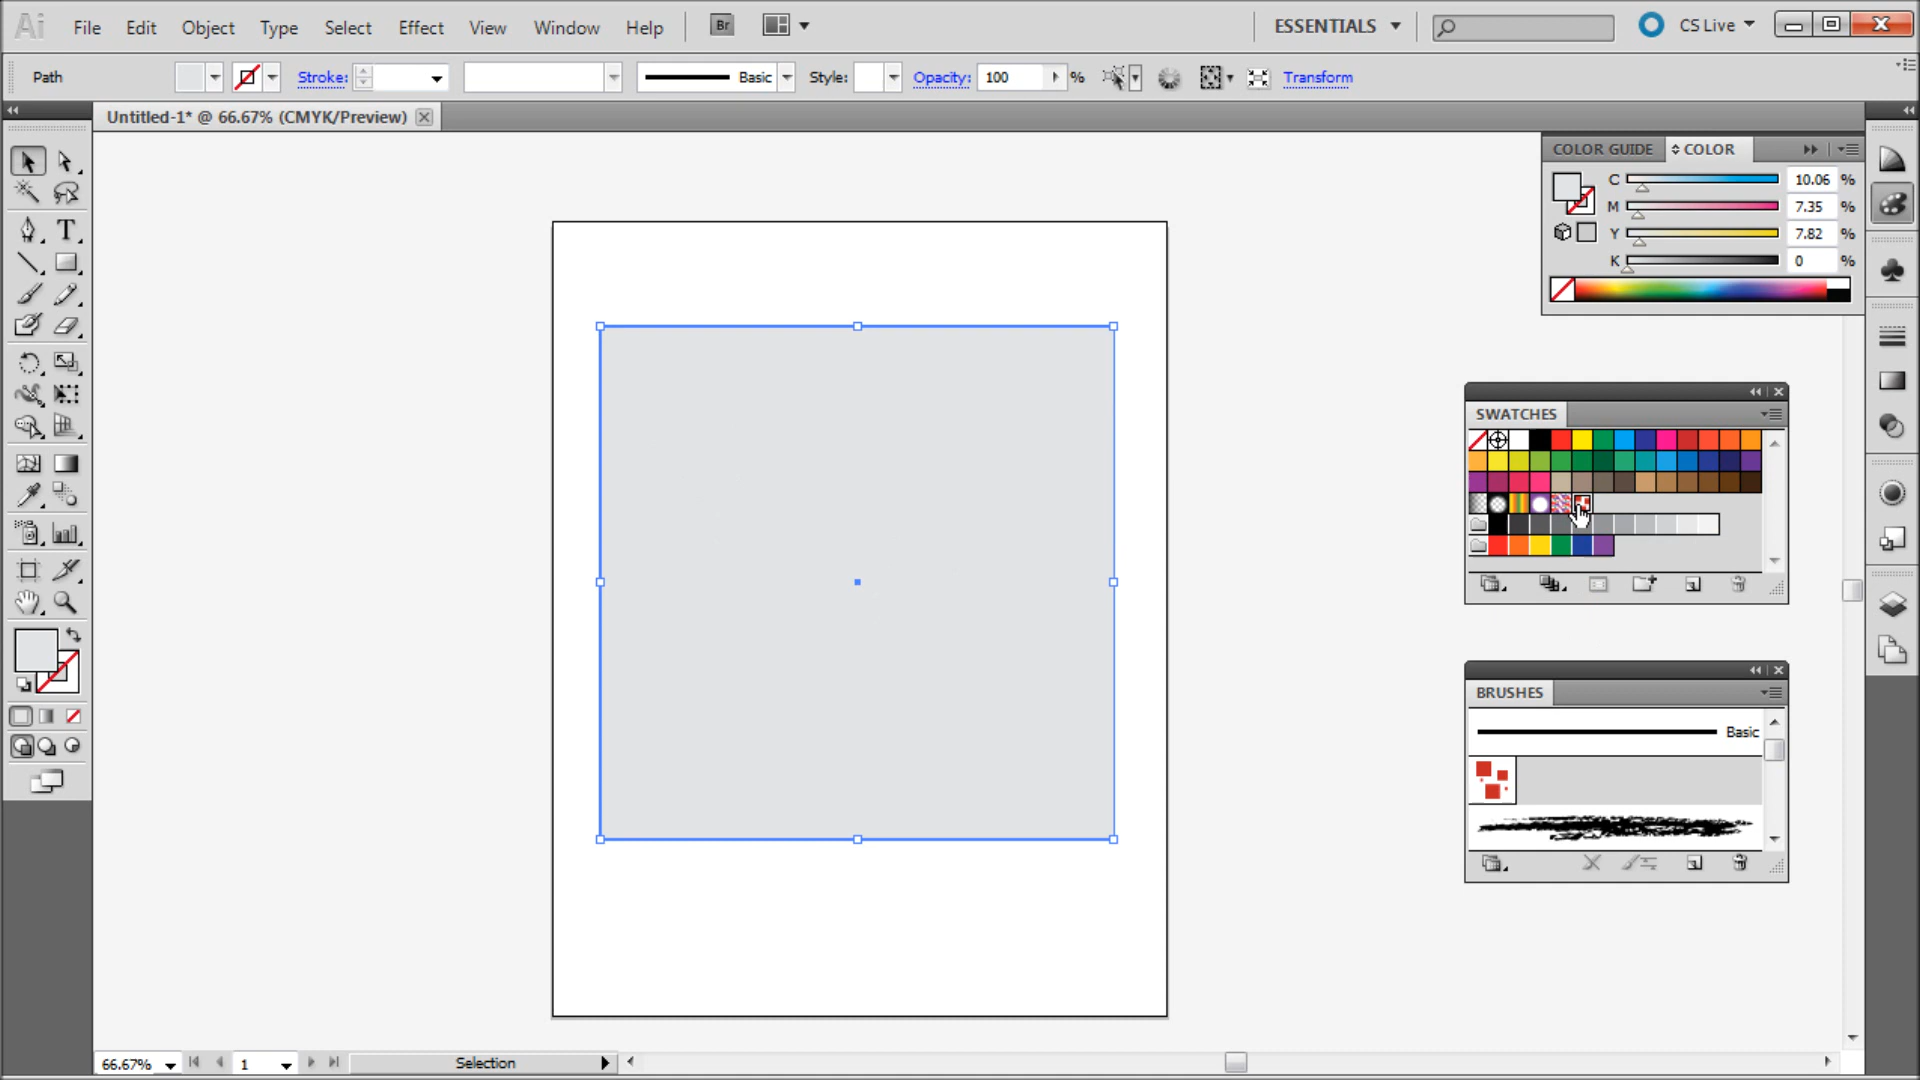 Ai File Edit Object Type Select Effect View Window Help Br ESSENTIALS CS Live
Path Stroke: Basic Style: Opacity: 100 % Transform
Untitled-1* @ 66.67% (CMYK/Preview)
COLOR GUIDE COLOR
C 10.06 %
M 7.35 %
Y 7.82 %
K 0 %
SWATCHES
BRUSHES
Basic
66.67% 1 Selection